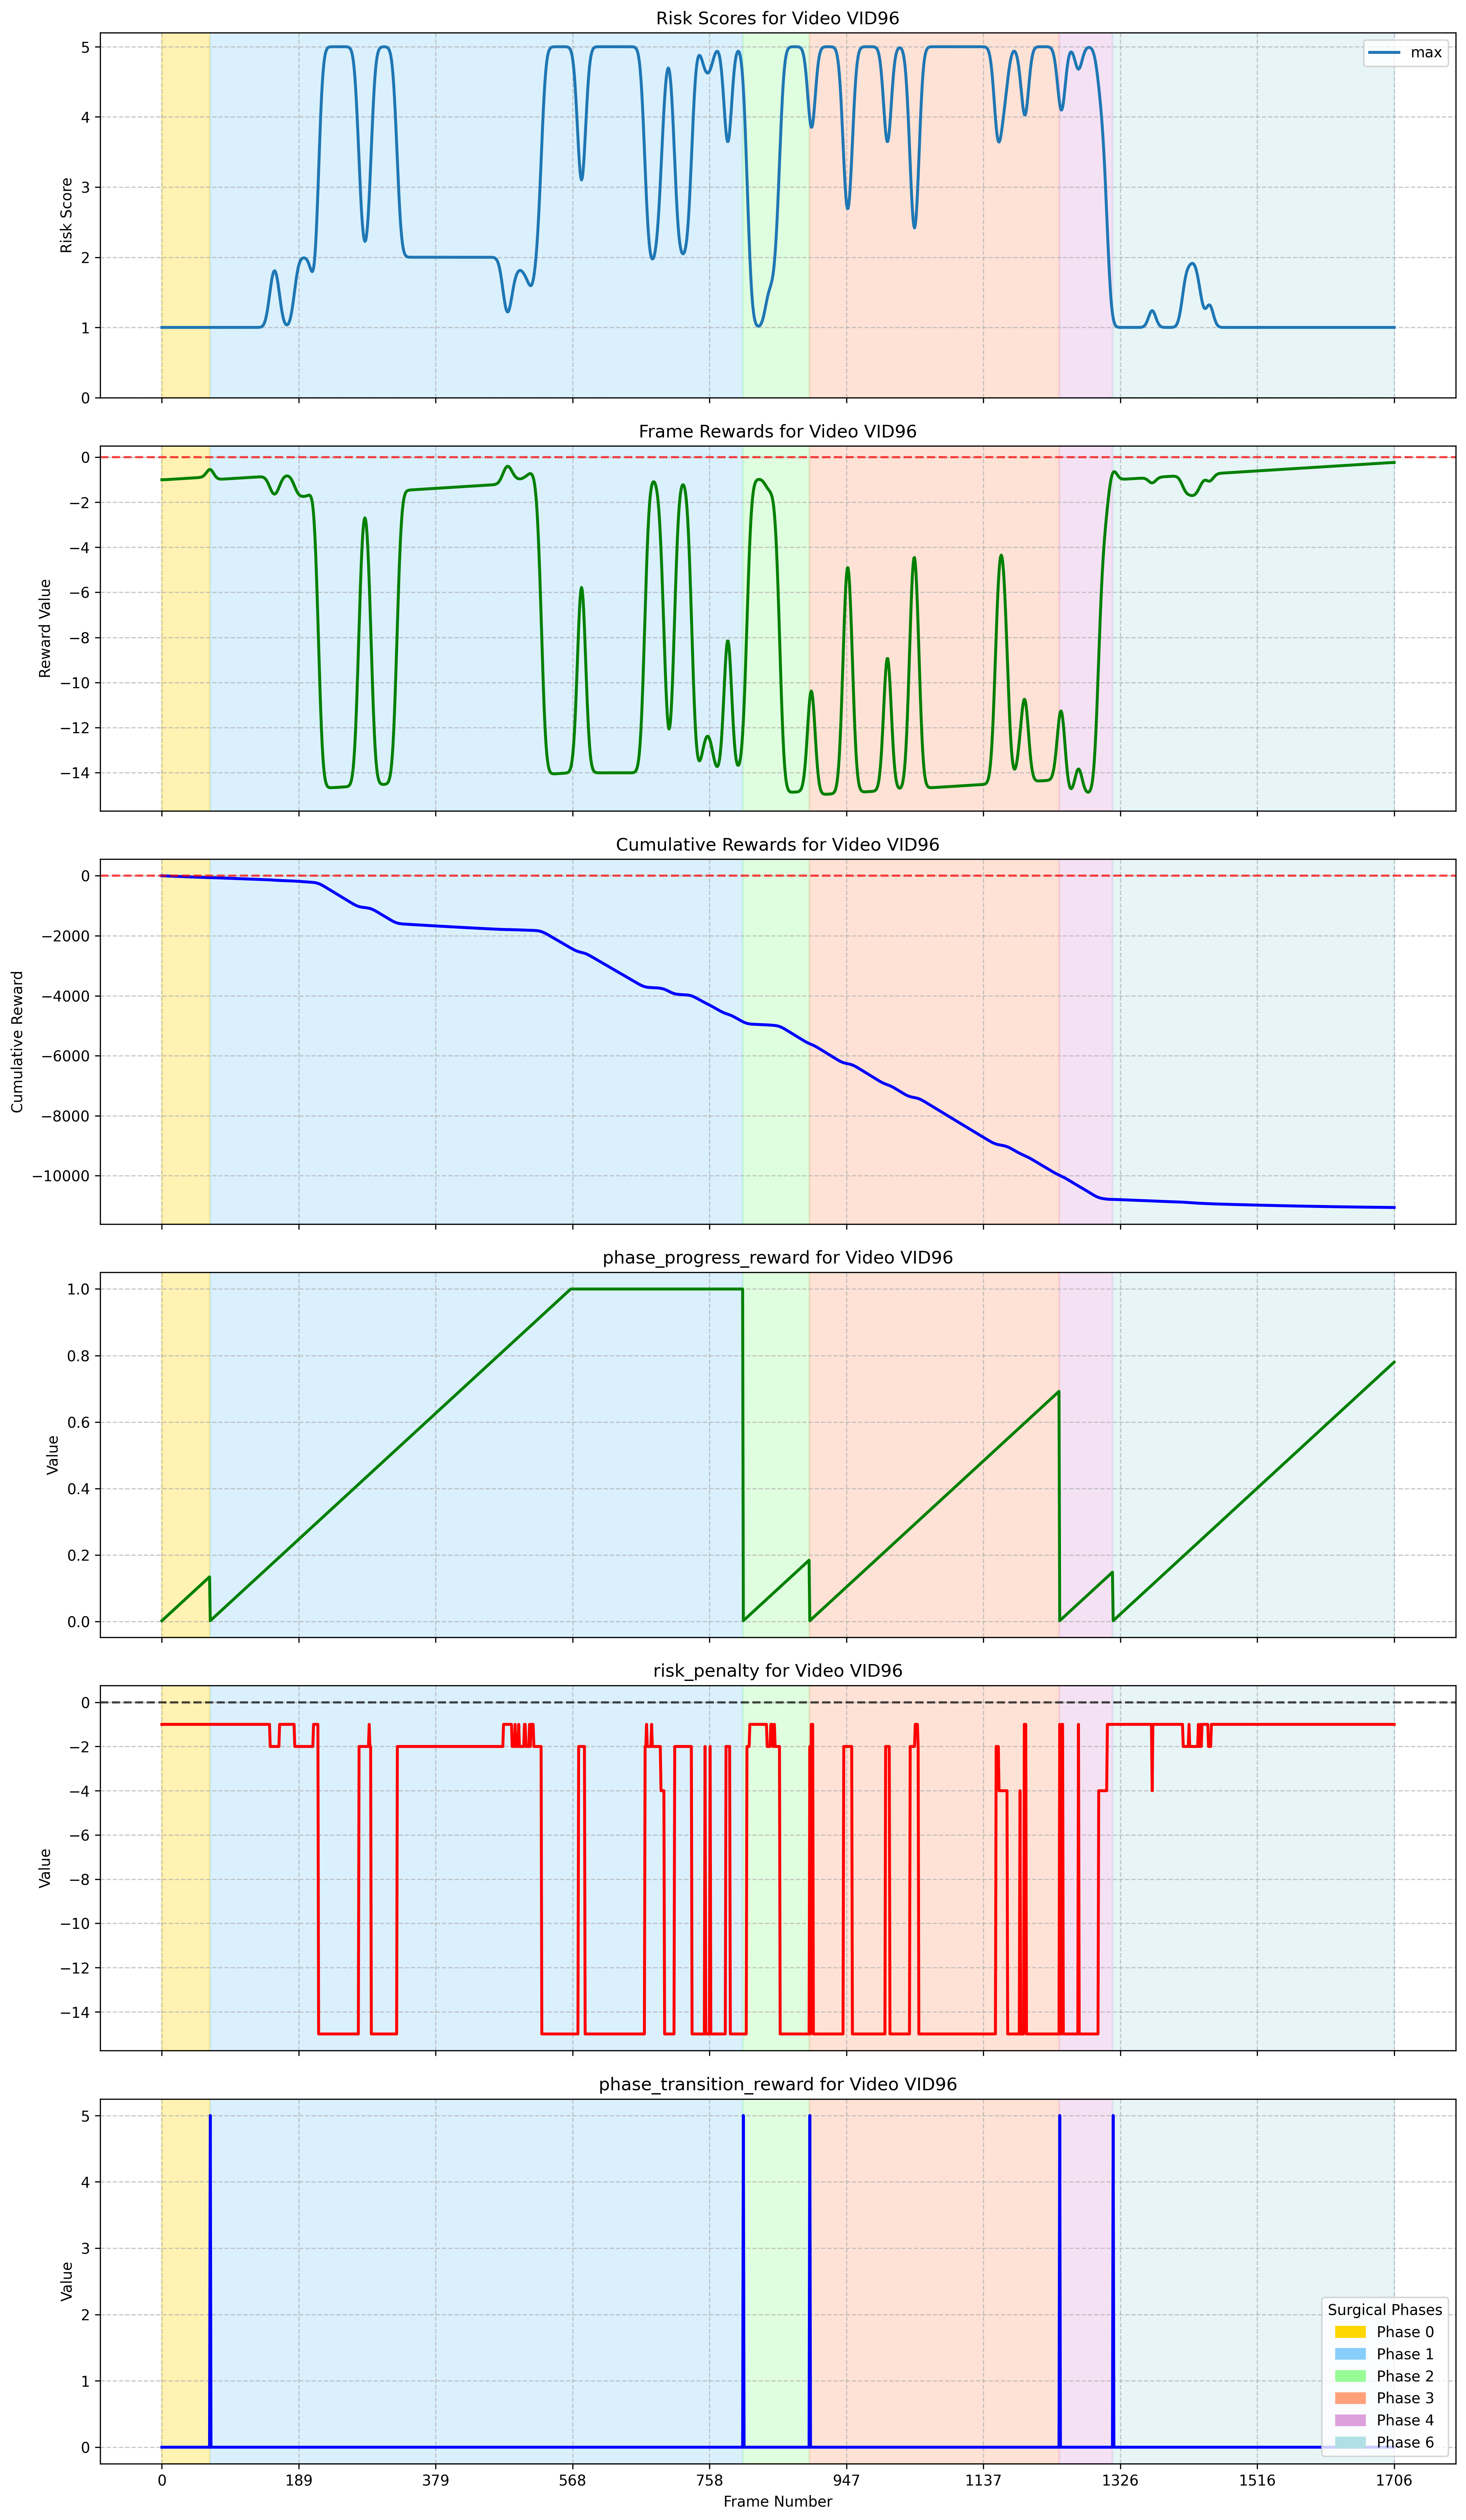 Risk Scores for Video VID96
max
Risk Score
5
4
3
2
1
0
Frame Rewards for Video VID96
Reward Value
0
−2
−4
−6
−8
−10
−12
−14
Cumulative Rewards for Video VID96
Cumulative Reward
0
−2000
−4000
−6000
−8000
−10000
phase_progress_reward for Video VID96
Value
1.0
0.8
0.6
0.4
0.2
0.0
risk_penalty for Video VID96
Value
0
−2
−4
−6
−8
−10
−12
−14
phase_transition_reward for Video VID96
Value
5
4
3
2
1
0
Surgical Phases
Phase 0
Phase 1
Phase 2
Phase 3
Phase 4
Phase 6
0 189 379 568 758 947 1137 1326 1516 1706
Frame Number